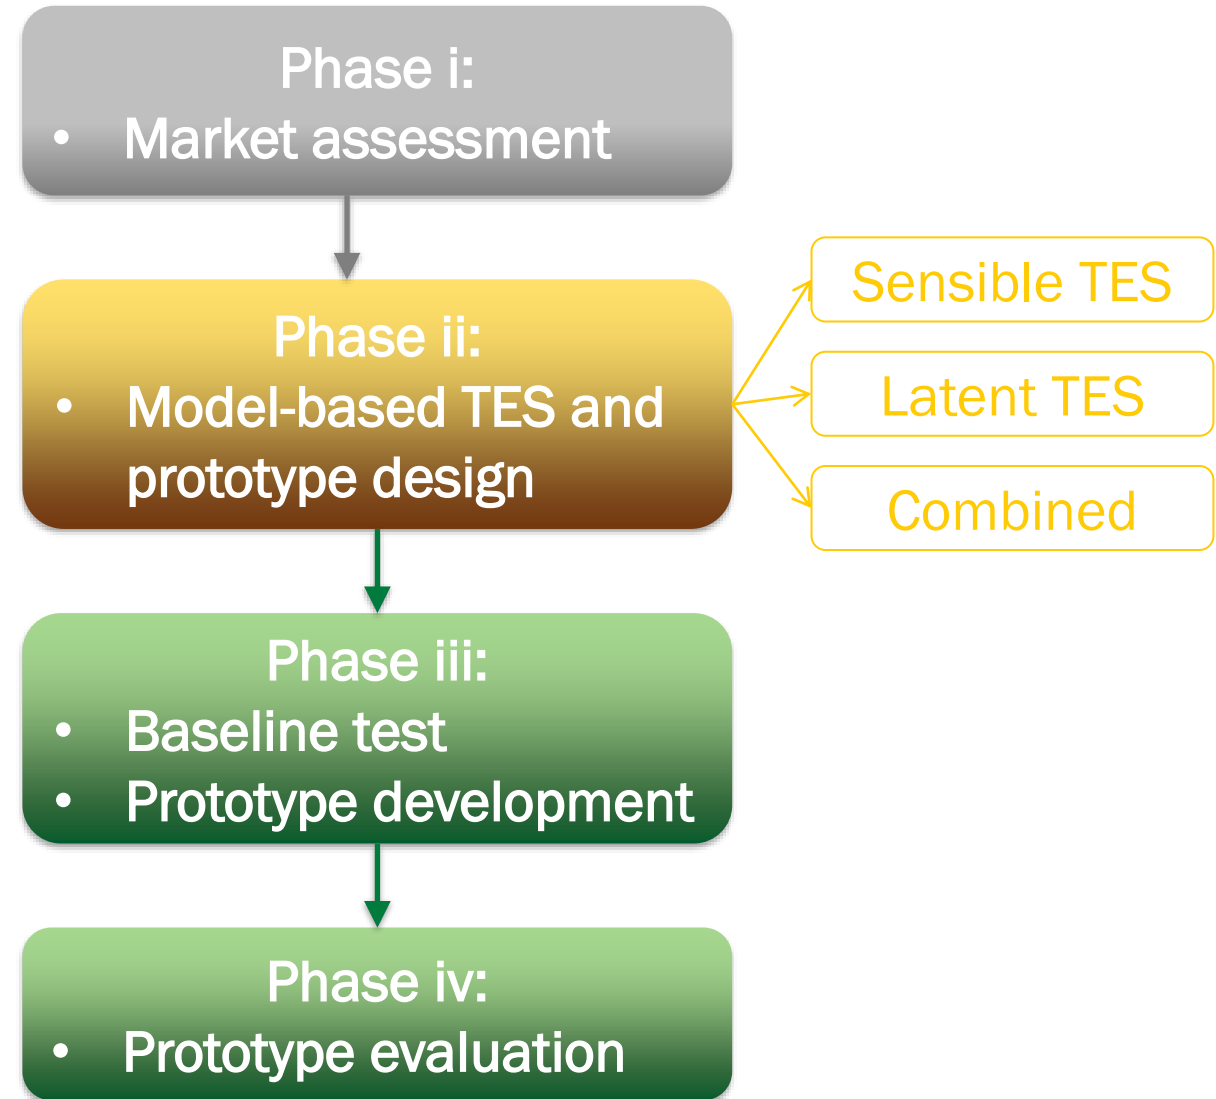 Phase i:
• Market assessment
Phase ii:
• Model-based TES and
prototype design
Sensible TES
Latent TES
Combined
Phase iii:
• Baseline test
• Prototype development
Phase iv:
• Prototype evaluation